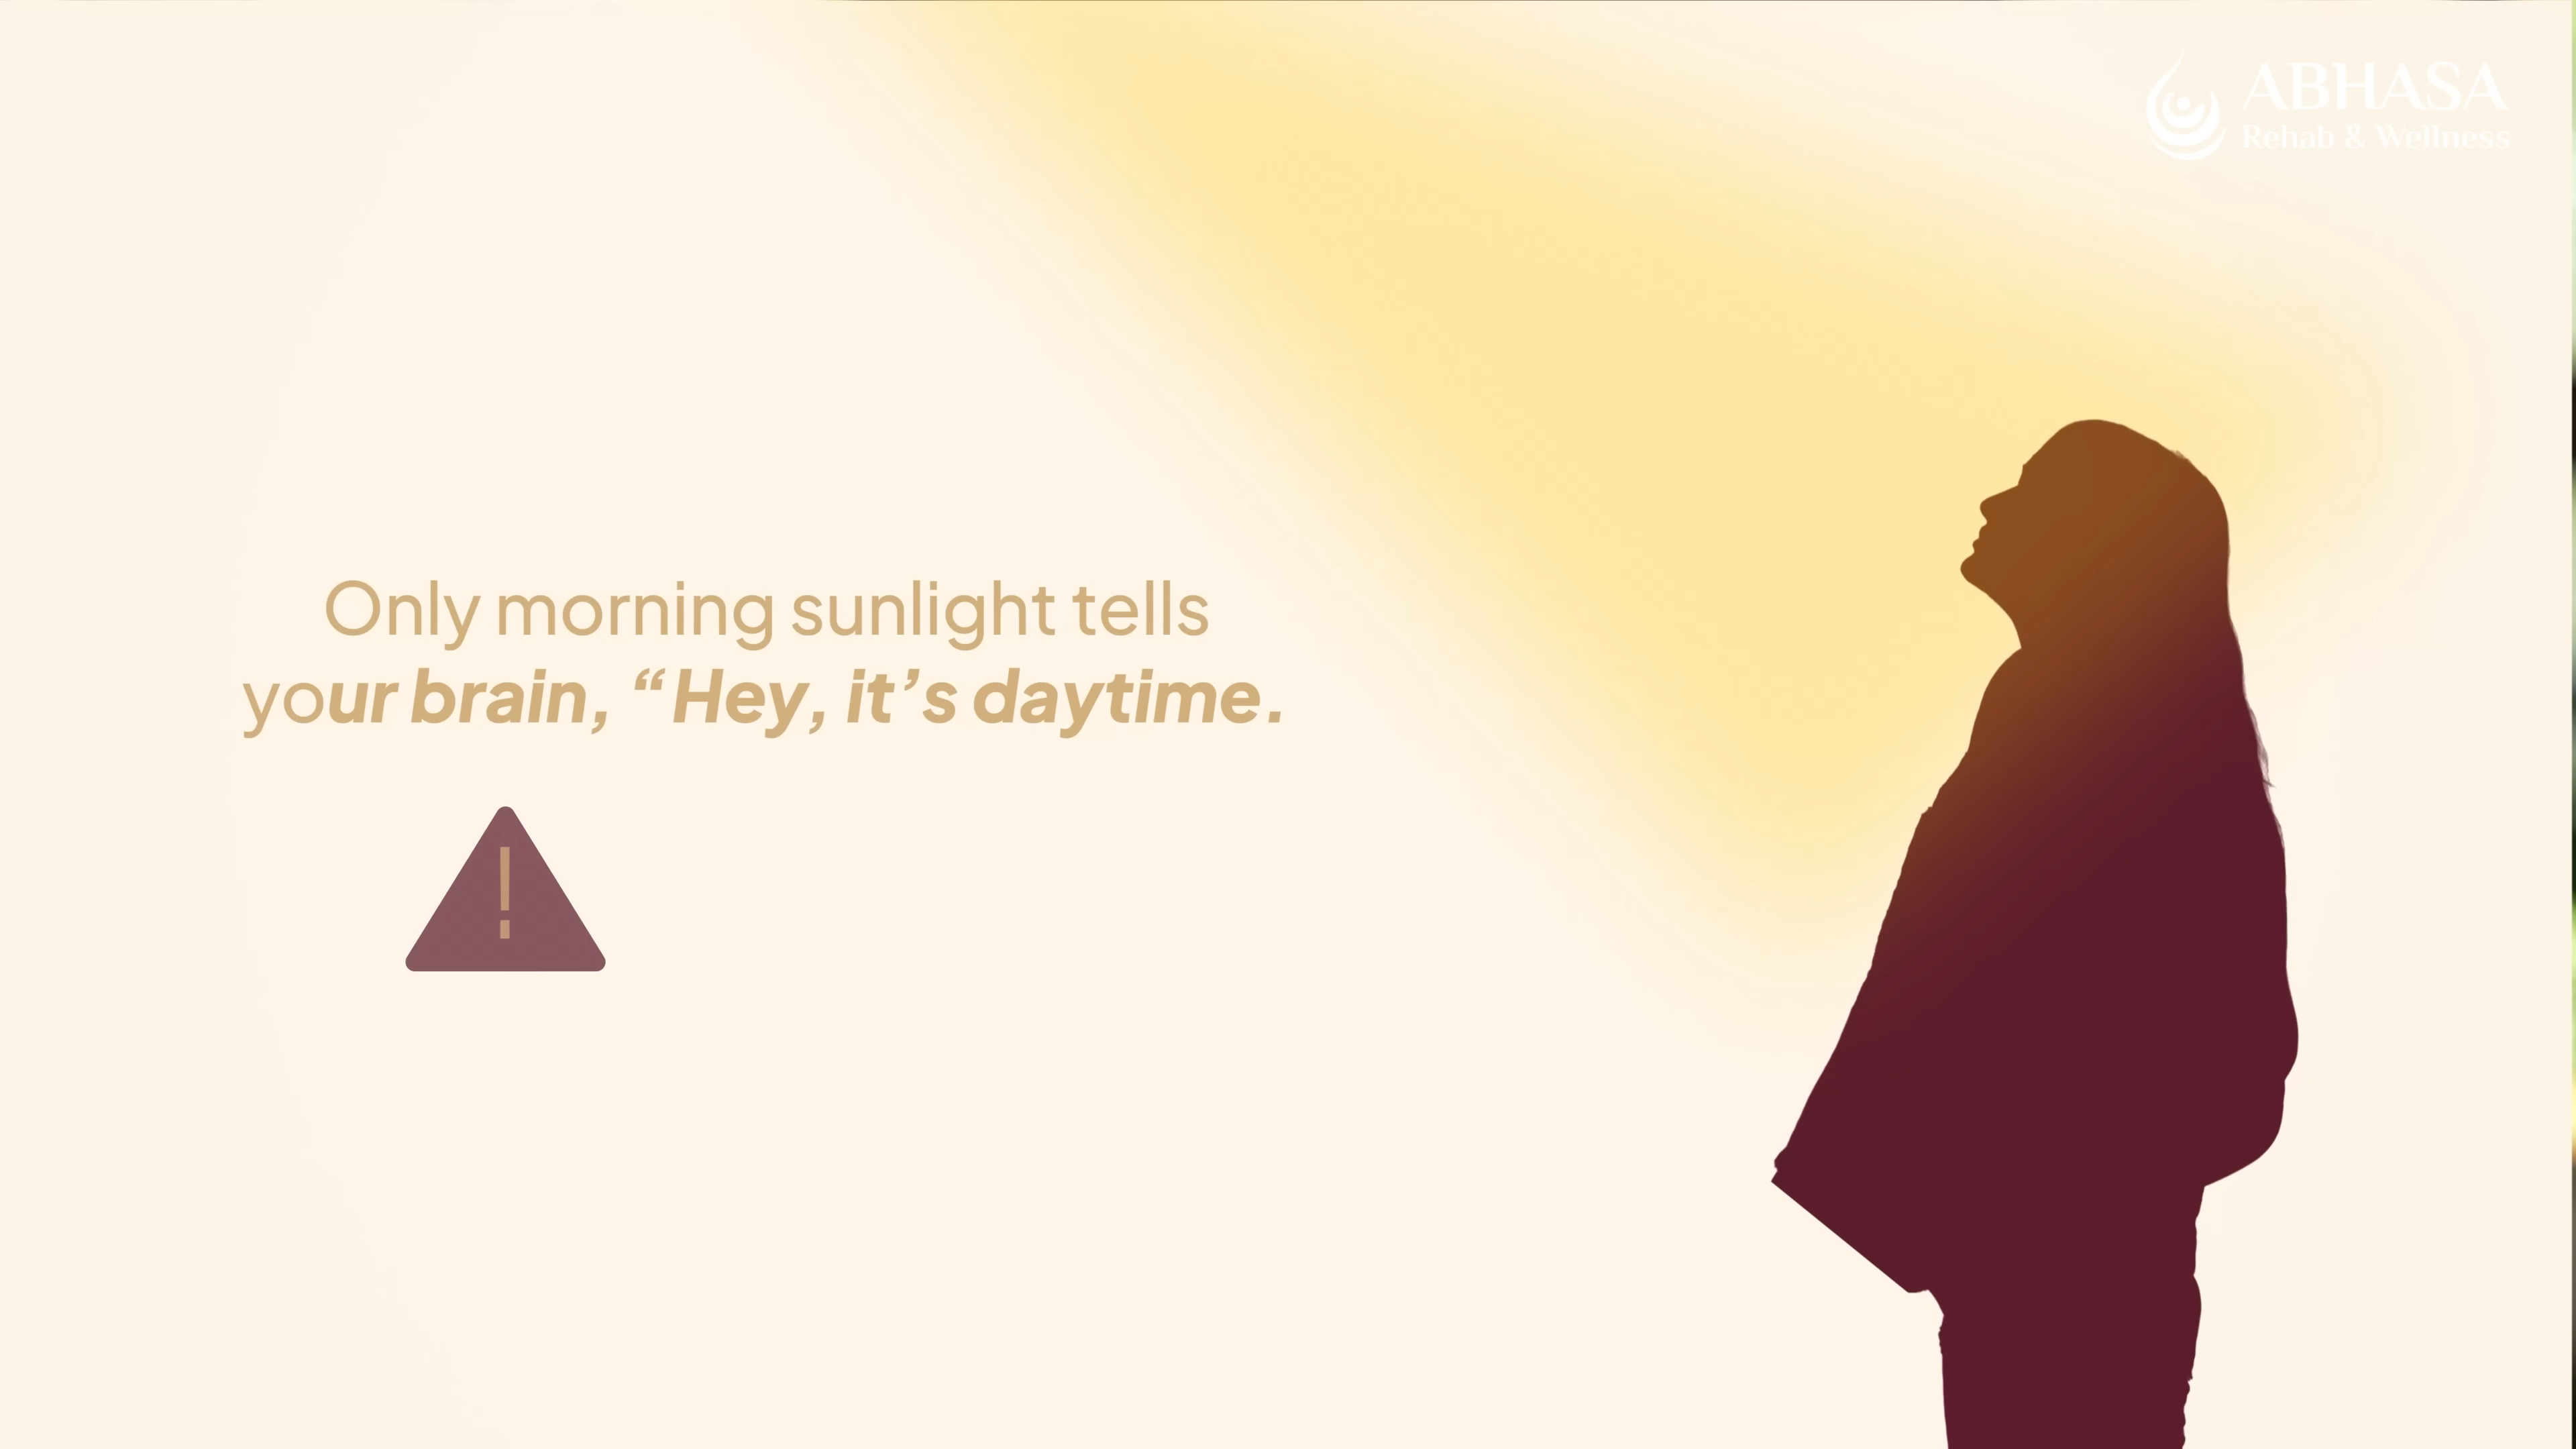 ABHASA
Rehab & Wellness
Only morning sunlight tells
your brain, “Hey, it’s daytime.
!